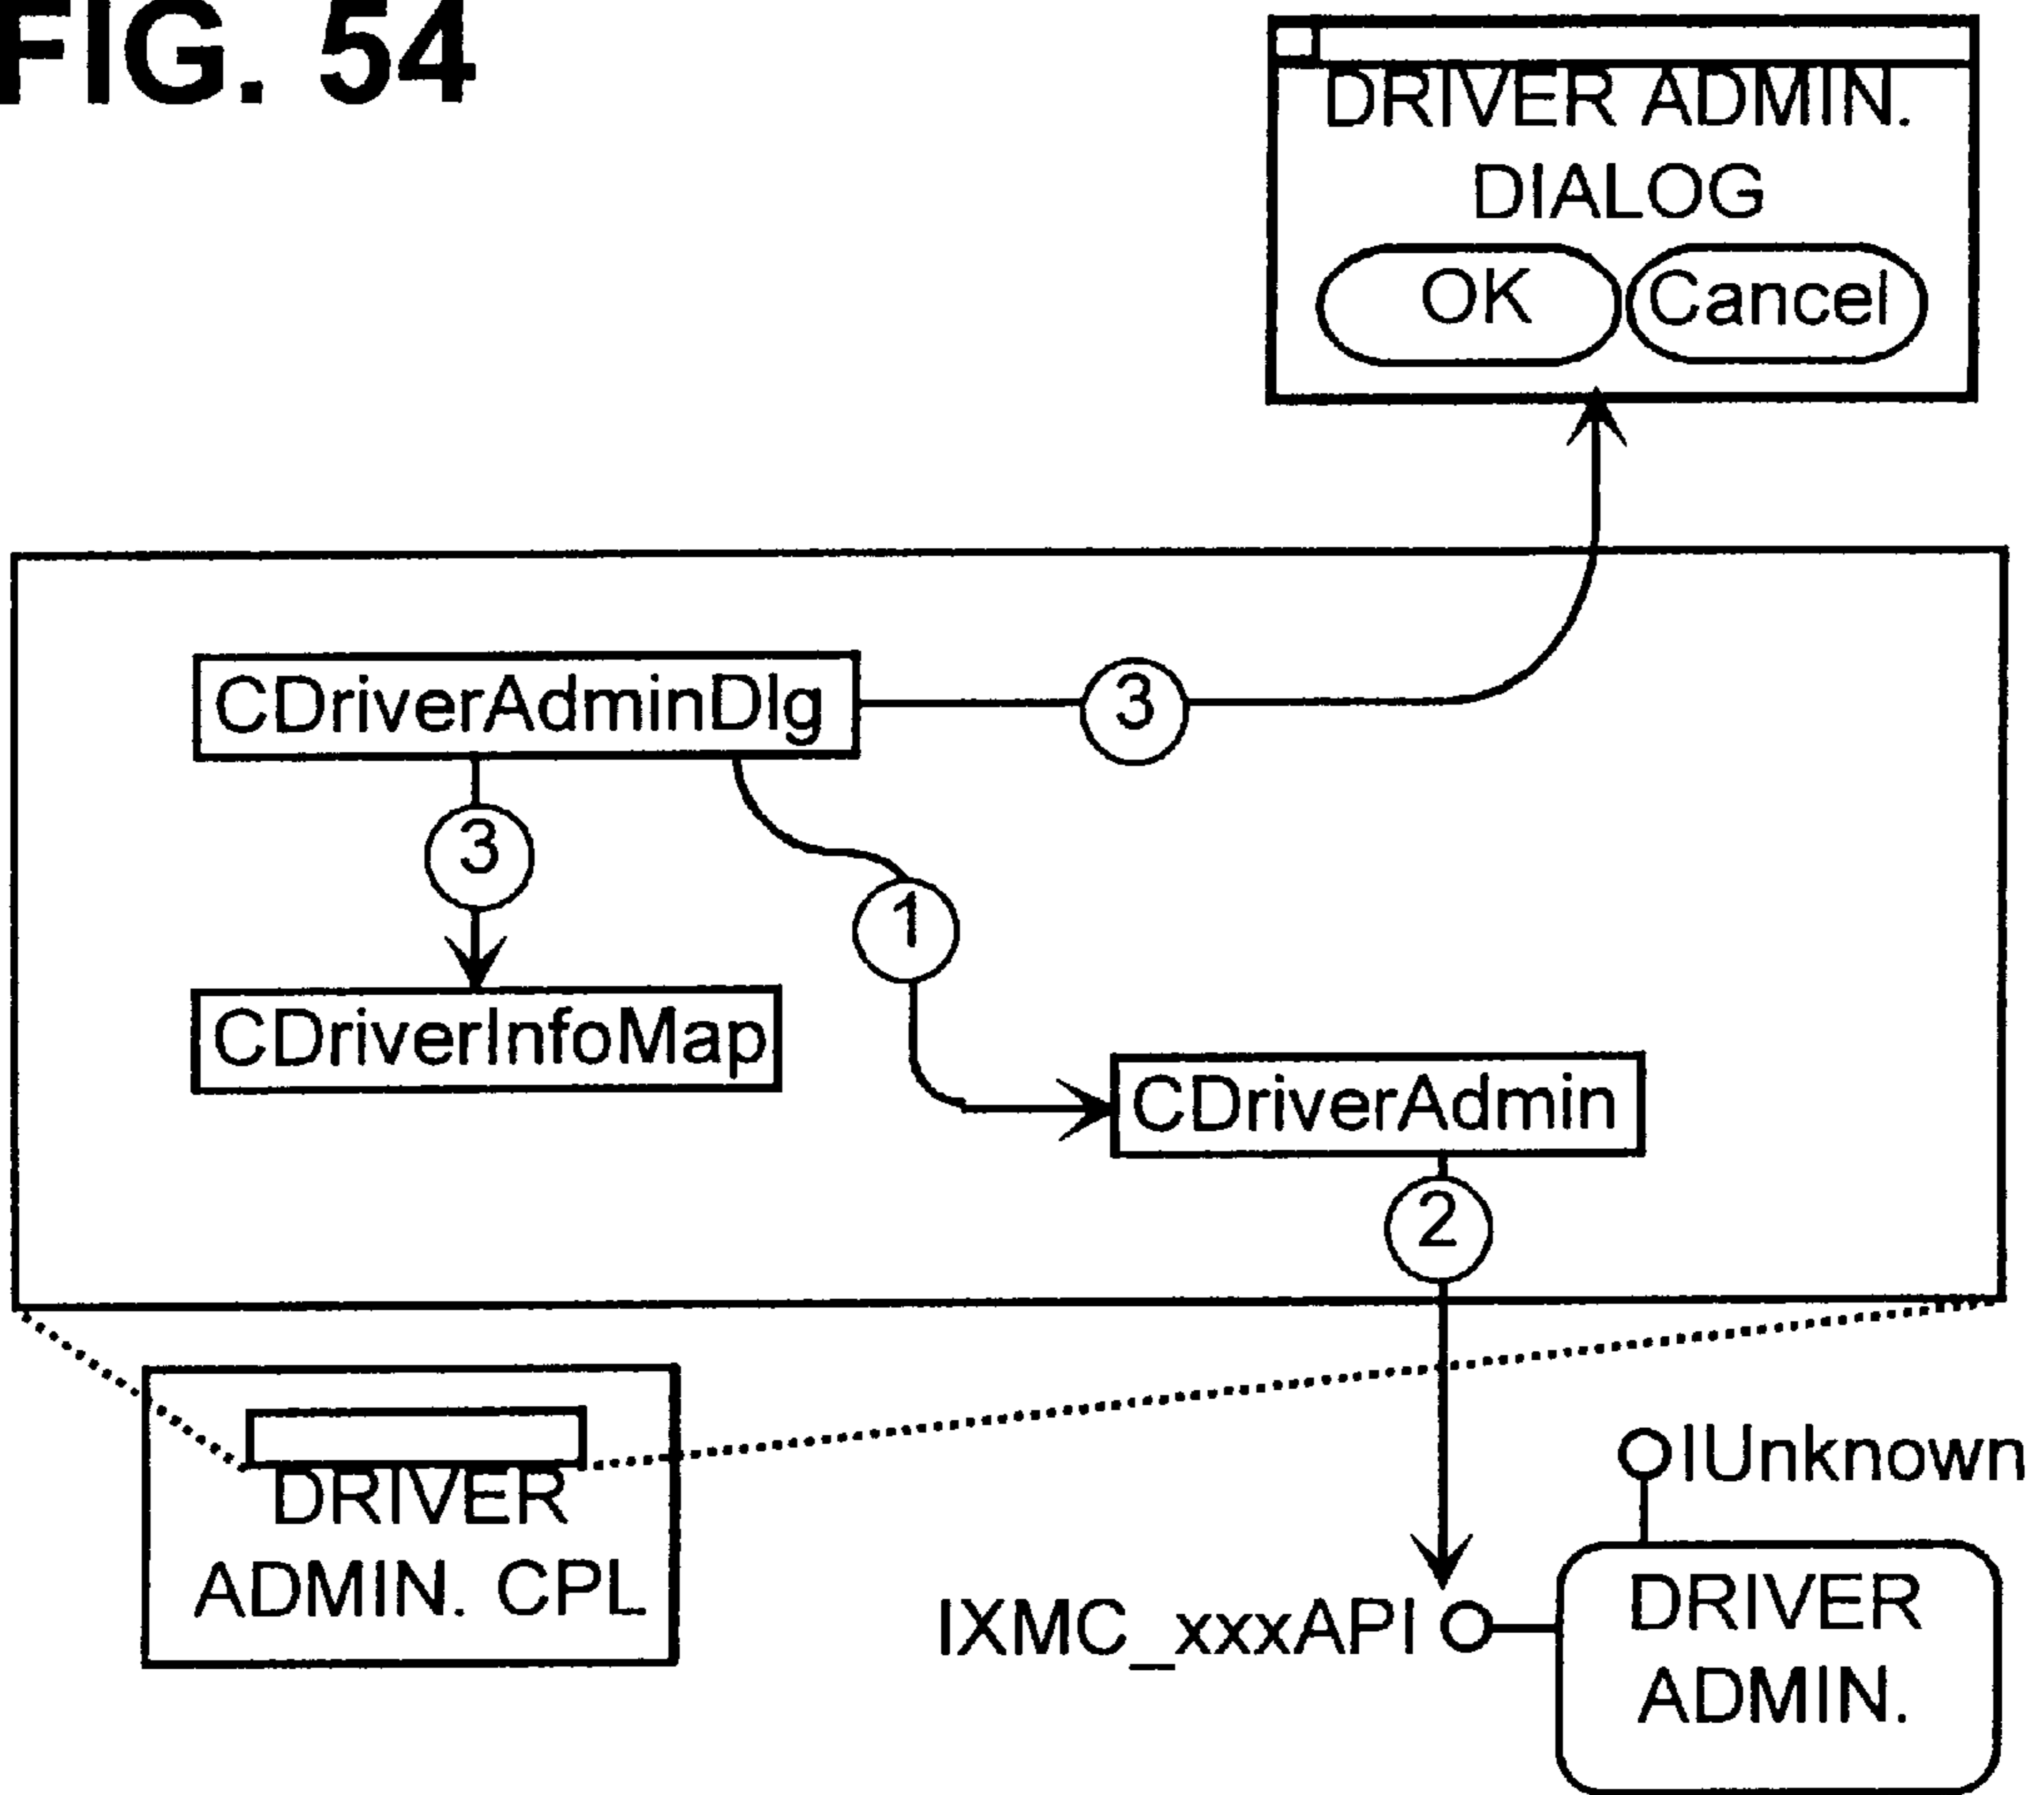 FIG. 54
DRIVER ADMIN.
DIALOG
OK
Cancel
CDriverAdminDlg
3
3
1
CDriverInfoMap
CDriverAdmin
2
DRIVER
ADMIN. CPL
IUnknown
IXMC_xxxAPI
DRIVER
ADMIN.